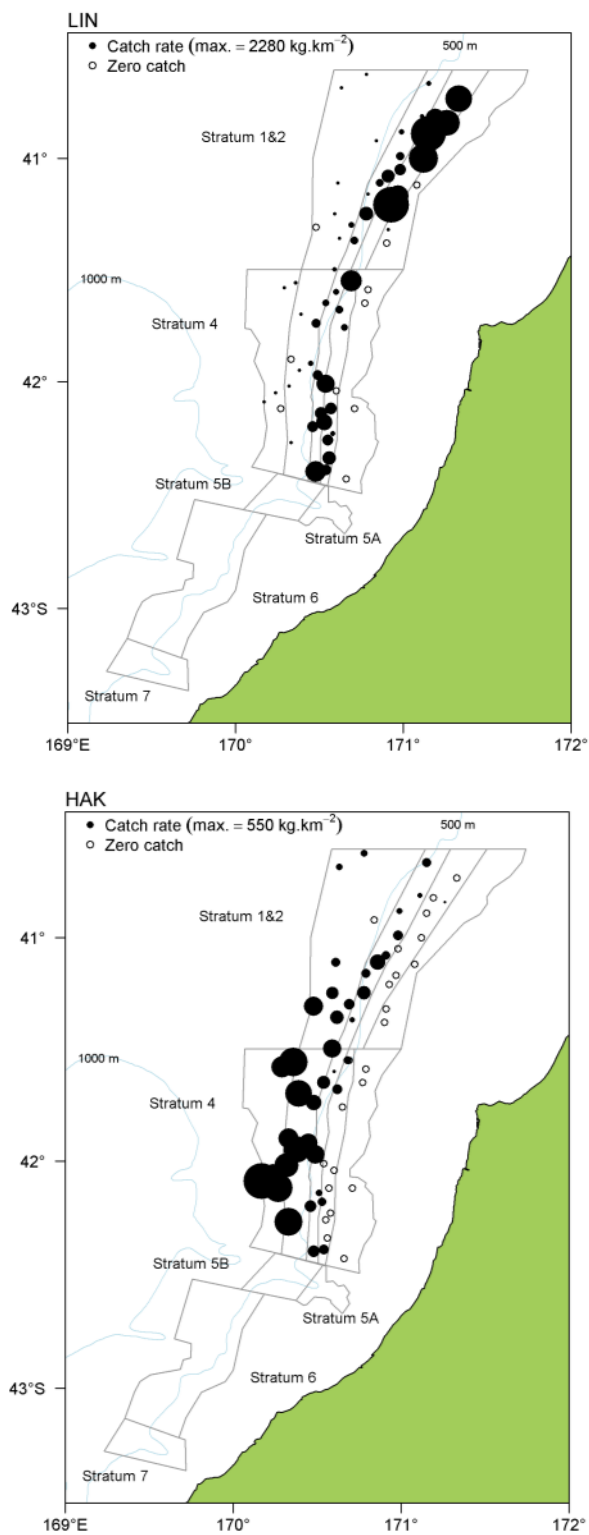 LIN
Catch rate (max. = 2280 kg.km⁻²)
Zero catch
500 m
Stratum 1&2
41°
1000 m
Stratum 4
42°
Stratum 5B
Stratum 5A
Stratum 6
43°S
Stratum 7
169°E 170° 171° 172°
HAK
Catch rate (max. = 550 kg.km⁻²)
Zero catch
500 m
Stratum 1&2
41°
1000 m
Stratum 4
42°
Stratum 5B
Stratum 5A
Stratum 6
43°S
Stratum 7
169°E 170° 171° 172°